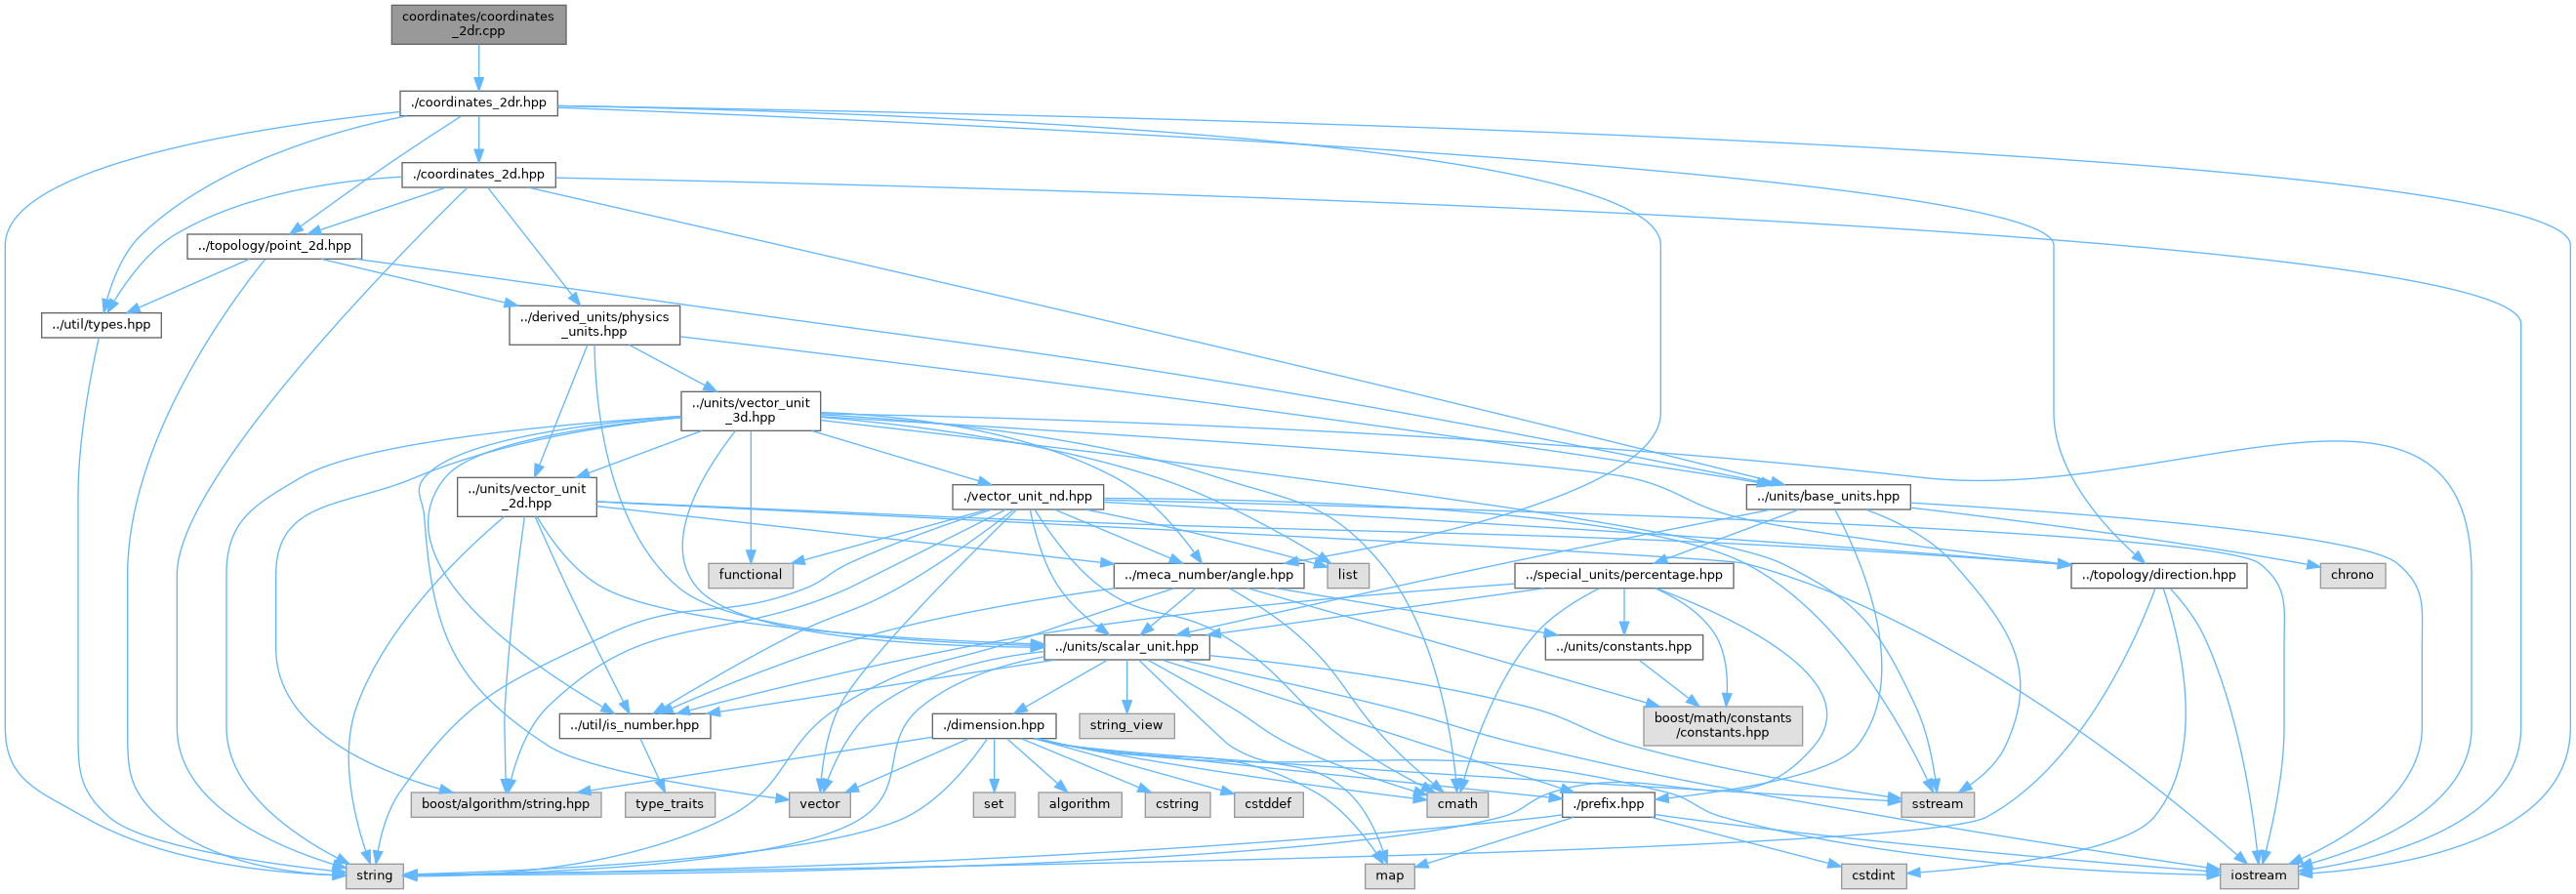 coordinates/coordinates
_2dr.cpp
./coordinates_2dr.hpp
./coordinates_2d.hpp
../topology/point_2d.hpp
../util/types.hpp
../derived_units/physics
_units.hpp
../units/vector_unit
_3d.hpp
../units/vector_unit
_2d.hpp
./vector_unit_nd.hpp
../units/base_units.hpp
functional
../meca_number/angle.hpp
list
../special_units/percentage.hpp
../topology/direction.hpp
chrono
../units/scalar_unit.hpp
../units/constants.hpp
../util/is_number.hpp
./dimension.hpp
string_view
boost/math/constants
/constants.hpp
boost/algorithm/string.hpp
type_traits
vector
set
algorithm
cstring
cstddef
cmath
./prefix.hpp
sstream
string
map
cstdint
iostream